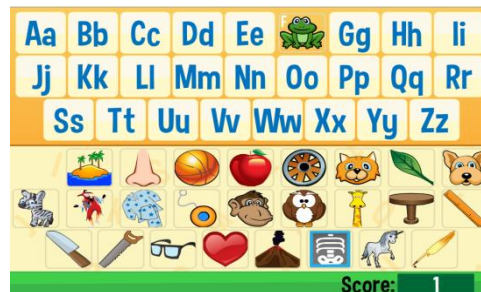 Aa Bb Cc Dd Ee F Gg Hh Ii
Jj Kk Ll Mm Nn Oo Pp Qq Rr
Ss Tt Uu Vv Ww Xx Yy Zz
Score: 1